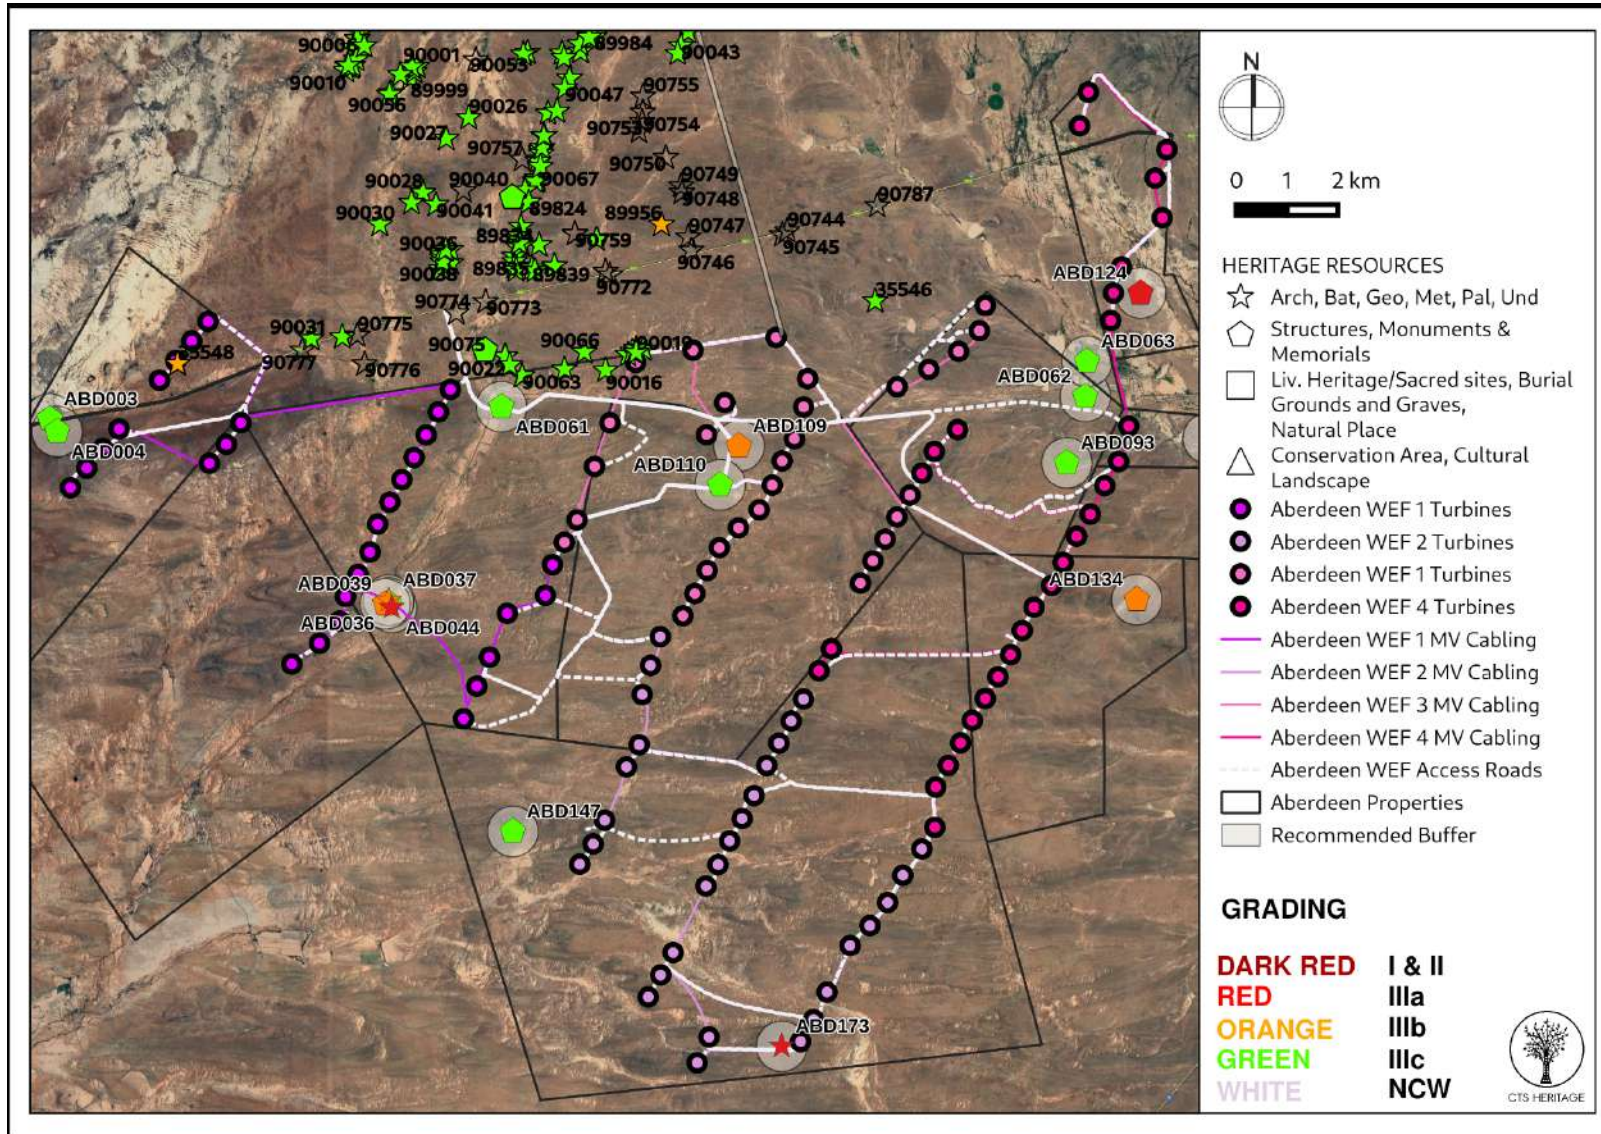 90006
90001
90053
89984
90043
90010
89999
90056
90026
90047
90755
90027
90757
90753
90754
90750
90028
90040
90067
90749
90748
90030
90041
89824
89956
90747
90744
90787
90036
90759
90745
90746
90038
89839
90772
90774
90773
35546
ABD124
90031
90775
90075
90066
90019
ABD063
90777
90776
90022
90063
90016
ABD062
ABD003
ABD004
ABD061
ABD109
ABD110
ABD093
ABD039
ABD037
ABD036
ABD044
ABD134
ABD147
ABD173
N
0 1 2 km
HERITAGE RESOURCES
Arch, Bat, Geo, Met, Pal, Und
Structures, Monuments &
Memorials
Liv. Heritage/Sacred sites, Burial
Grounds and Graves,
Natural Place
Conservation Area, Cultural
Landscape
Aberdeen WEF 1 Turbines
Aberdeen WEF 2 Turbines
Aberdeen WEF 1 Turbines
Aberdeen WEF 4 Turbines
Aberdeen WEF 1 MV Cabling
Aberdeen WEF 2 MV Cabling
Aberdeen WEF 3 MV Cabling
Aberdeen WEF 4 MV Cabling
Aberdeen WEF Access Roads
Aberdeen Properties
Recommended Buffer
GRADING
DARK RED I & II
RED IIIa
ORANGE IIIb
GREEN IIIc
WHITE NCW
CTS HERITAGE